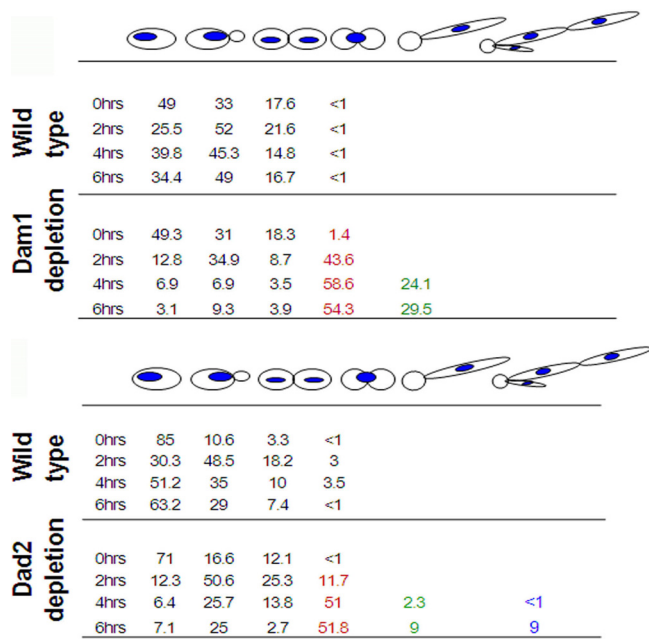 Wild type
0hrs 49 33 17.6 <1
2hrs 25.5 52 21.6 <1
4hrs 39.8 45.3 14.8 <1
6hrs 34.4 49 16.7 <1
Dam1 depletion
0hrs 49.3 31 18.3 1.4
2hrs 12.8 34.9 8.7 43.6
4hrs 6.9 6.9 3.5 58.6 24.1
6hrs 3.1 9.3 3.9 54.3 29.5
Wild type
0hrs 85 10.6 3.3 <1
2hrs 30.3 48.5 18.2 3
4hrs 51.2 35 10 3.5
6hrs 63.2 29 7.4 <1
Dad2 depletion
0hrs 71 16.6 12.1 <1
2hrs 12.3 50.6 25.3 11.7
4hrs 6.4 25.7 13.8 51 2.3 <1
6hrs 7.1 25 2.7 51.8 9 9